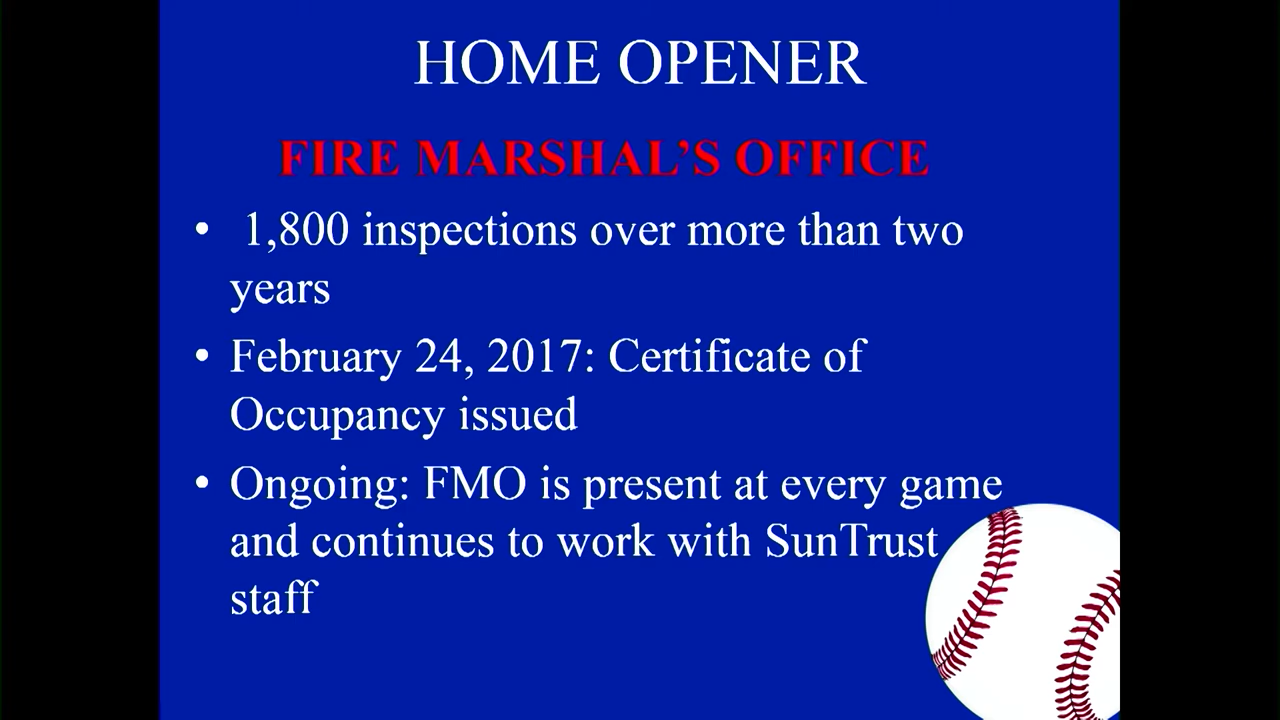 HOME OPENER
FIRE MARSHAL'S OFFICE
• 1,800 inspections over more than two
years
• February 24, 2017: Certificate of
Occupancy issued
• Ongoing: FMO is present at every game
and continues to work with SunTrust
staff